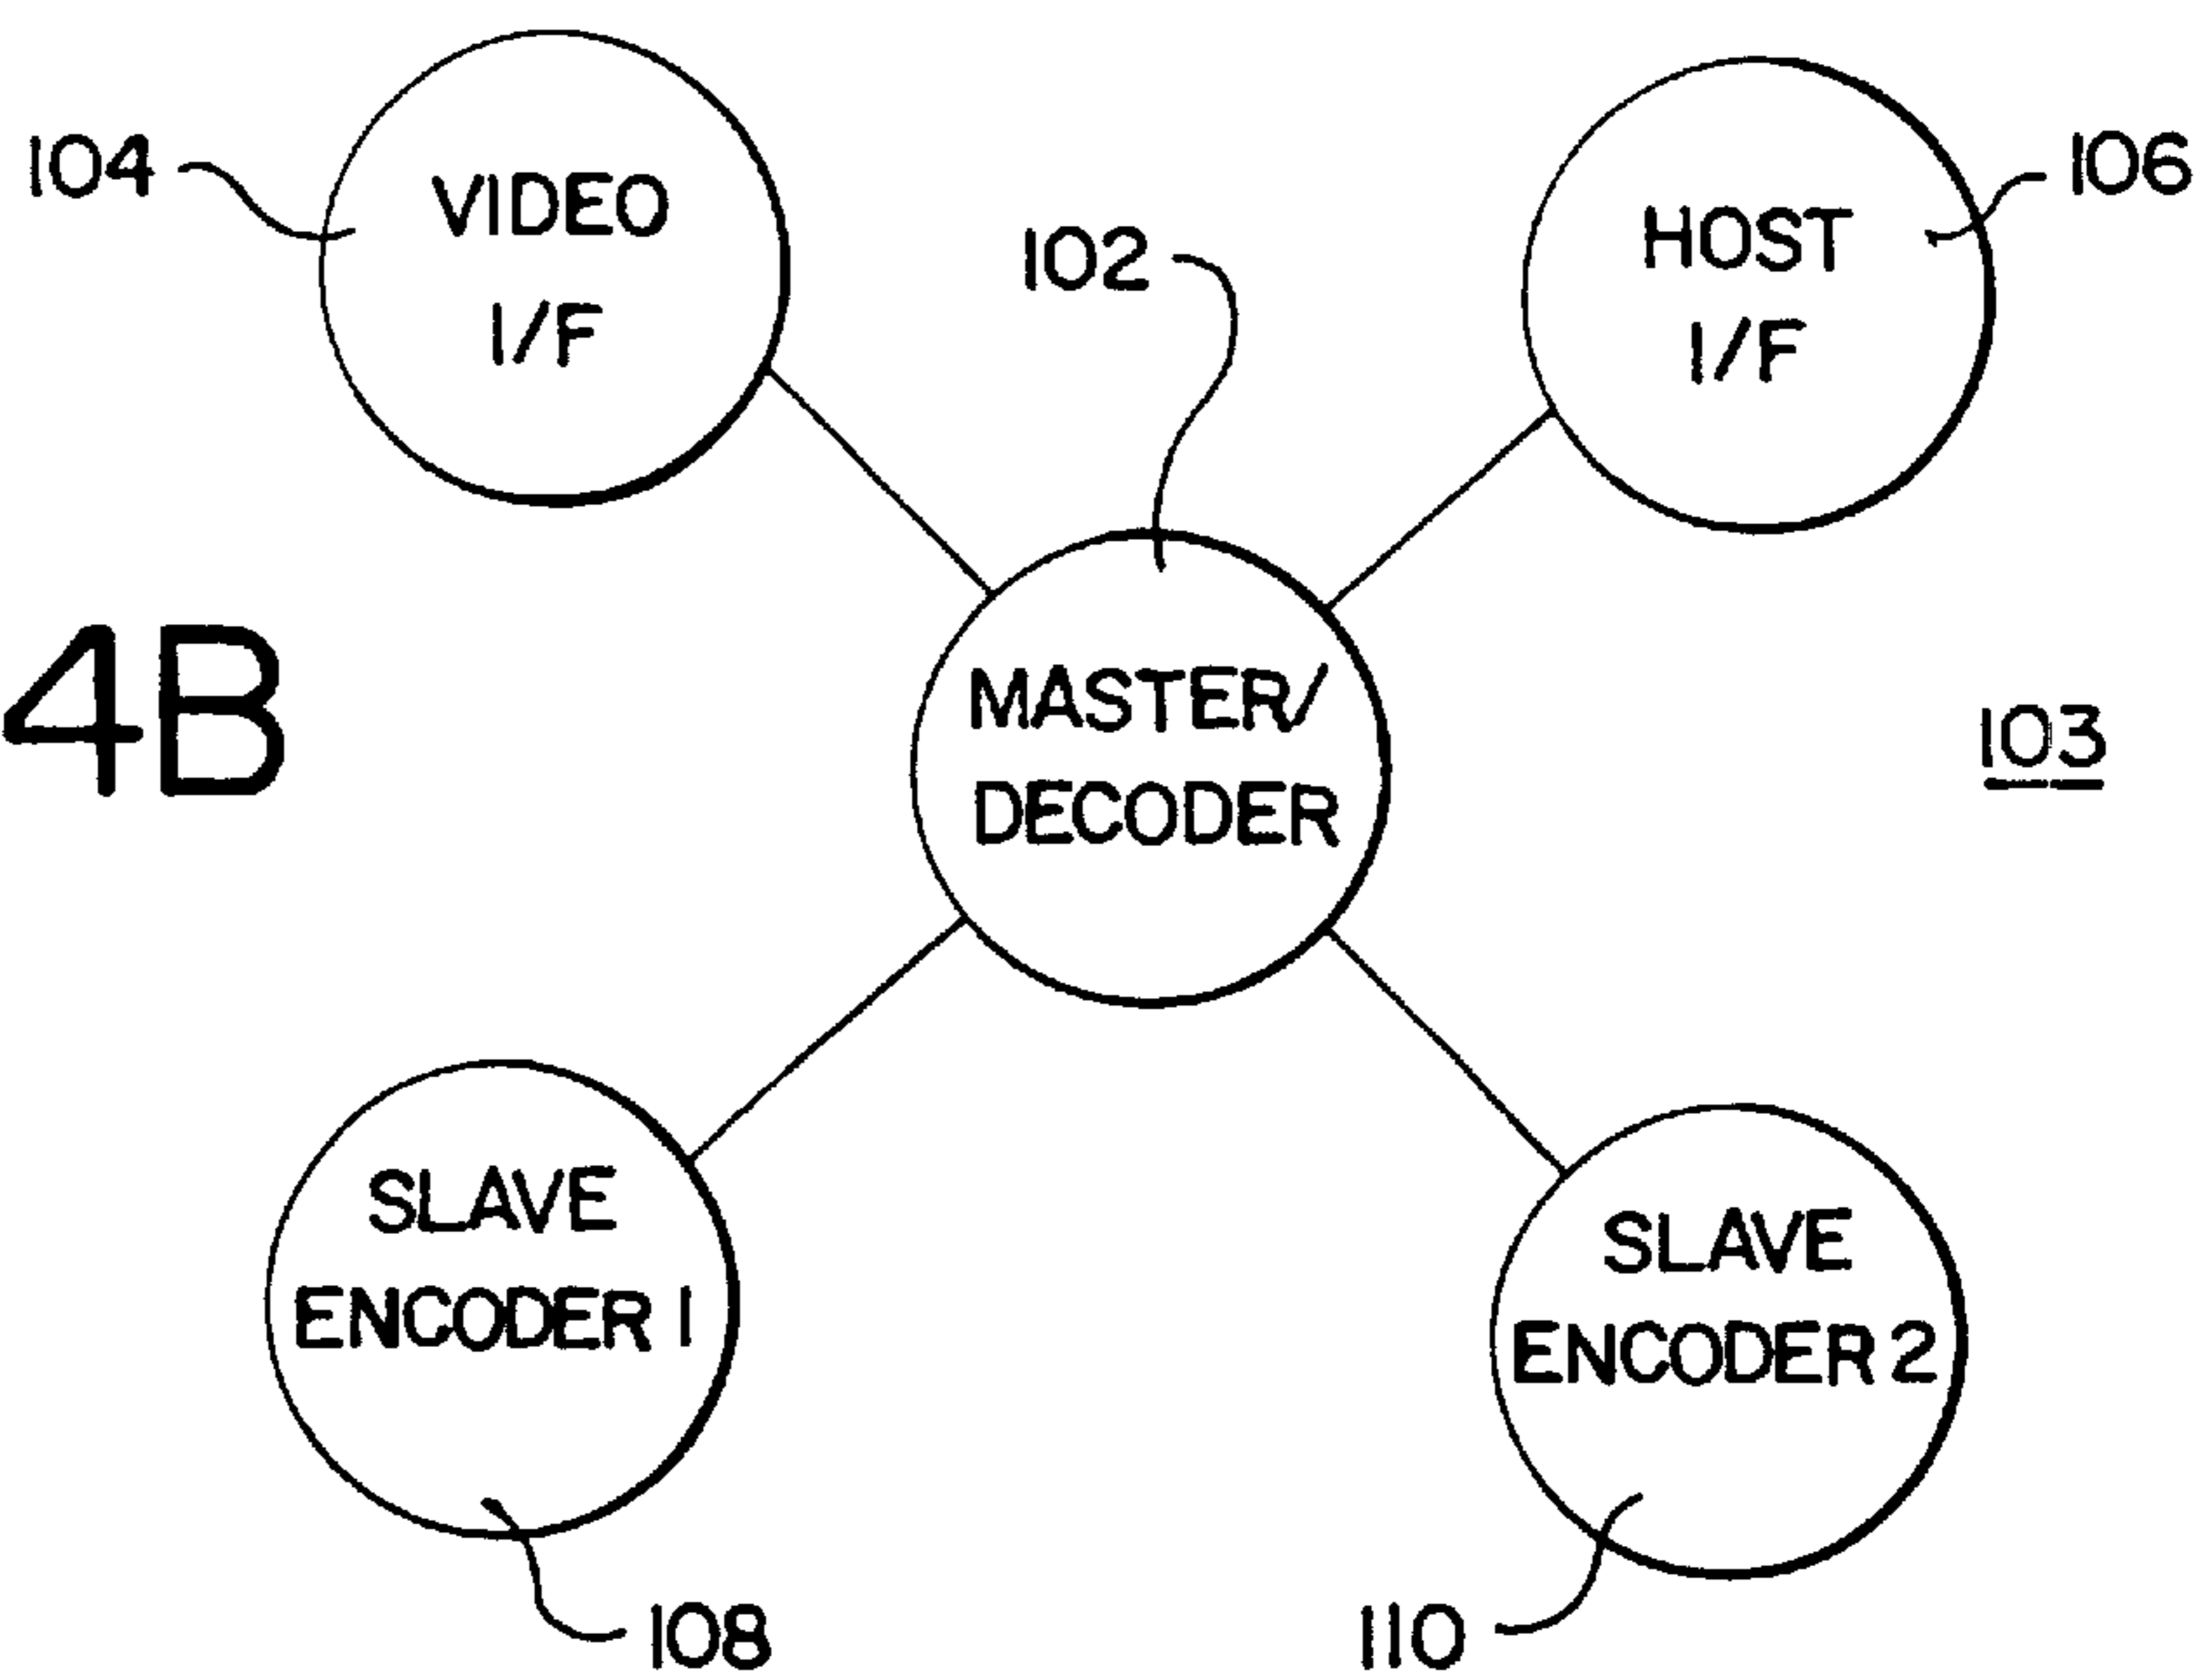 104
VIDEO
I/F
102
HOST
I/F
106
4B
MASTER/
DECODER
103
SLAVE
ENCODER 1
108
SLAVE
ENCODER 2
110